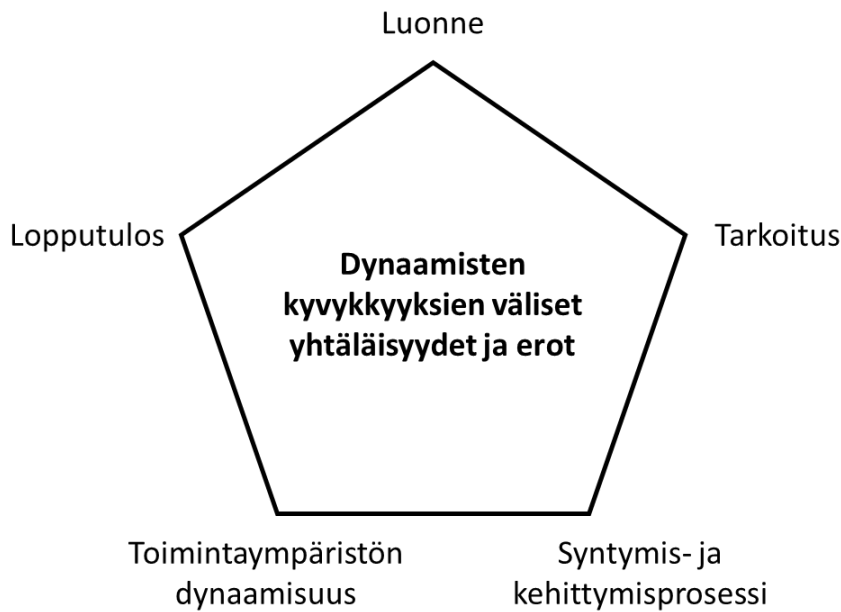 Luonne
Lopputulos
Tarkoitus
Dynaamisten
kyvykkyyksien väliset
yhtäläisyydet ja erot
Toimintaympäristön
dynaamisuus
Syntymis- ja
kehittymisprosessi